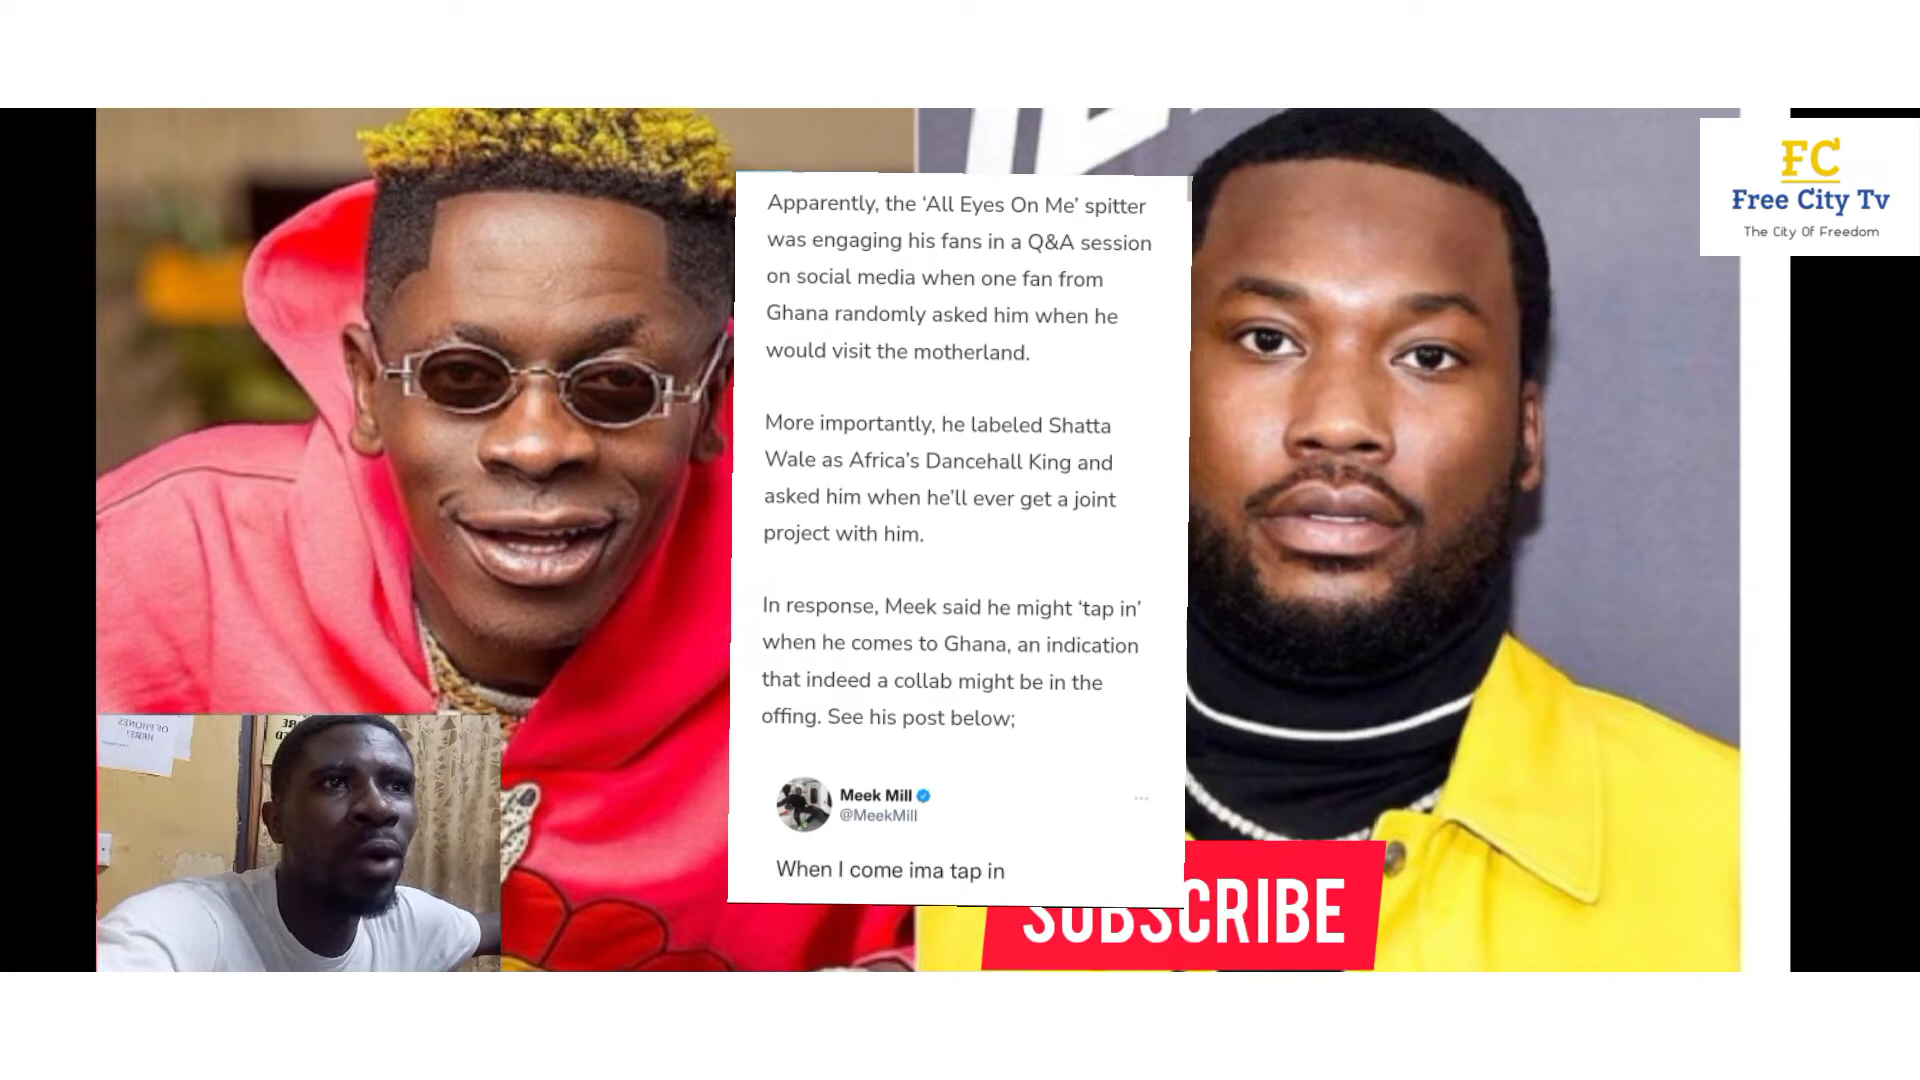 FC
Free City Tv
The City Of Freedom
Apparently, the ‘All Eyes On Me’ spitter
was engaging his fans in a Q&A session
on social media when one fan from
Ghana randomly asked him when he
would visit the motherland.
More importantly, he labeled Shatta
Wale as Africa’s Dancehall King and
asked him when he’ll ever get a joint
project with him.
In response, Meek said he might ‘tap in’
when he comes to Ghana, an indication
that indeed a collab might be in the
offing. See his post below;
Meek Mill
@MeekMill
When I come ima tap in
SUBSCRIBE
OF PHONES
HERE!